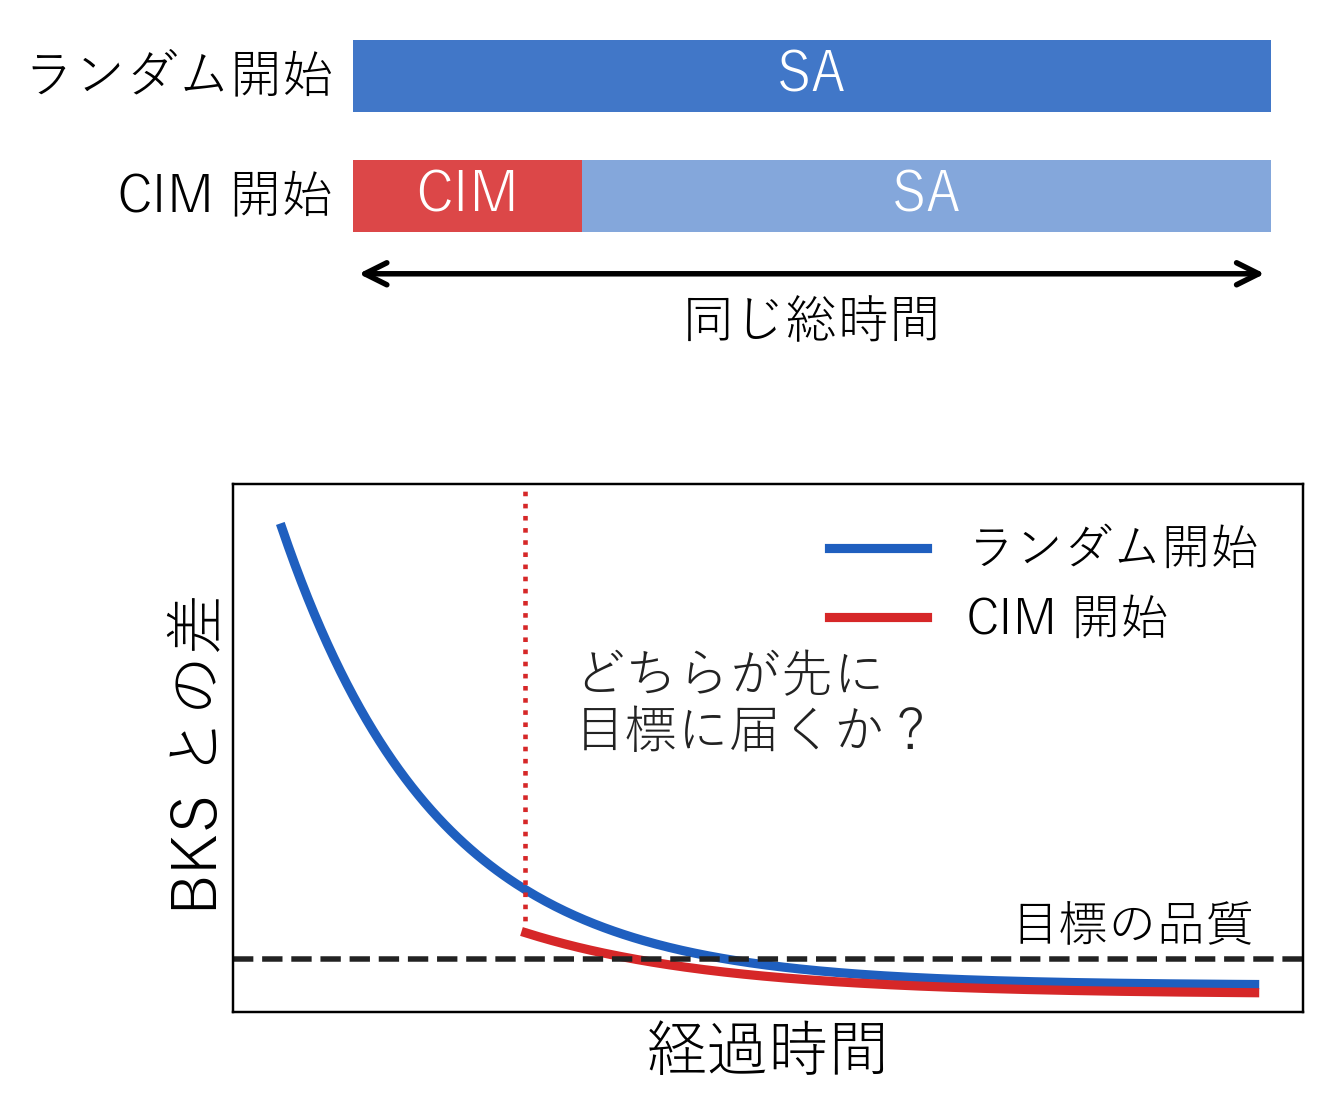 ランダム開始
SA
CIM 開始
CIM
SA
同じ総時間
ランダム開始
CIM 開始
どちらが先に
目標に届くか？
目標の品質
BKS との差
経過時間